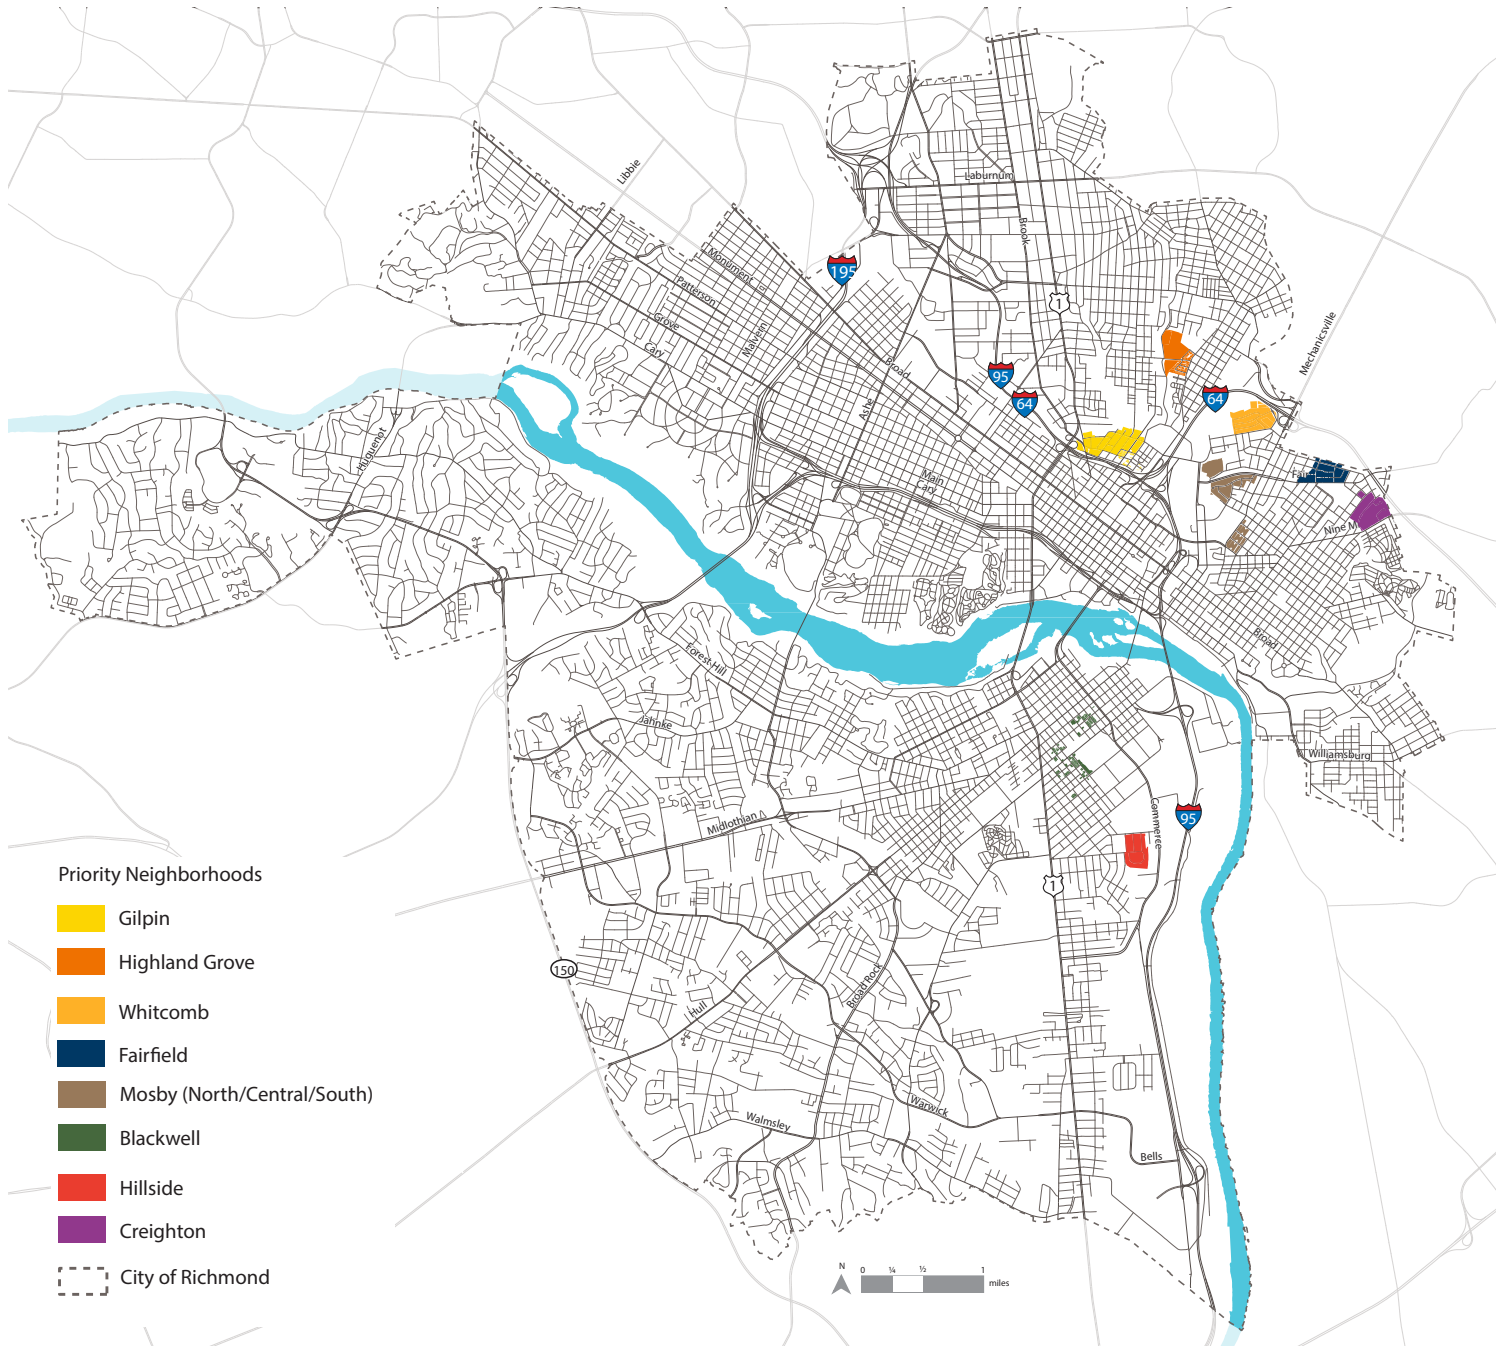 Libbie
Laburnum
Brook
Monument
195
Patterson
1
Grove
Malvern
Cary
Mechanicsville
Broad
95
64
64
Ashe
Huguenot
Main
Cary
Fair
Nine M
Broad
Forest Hill
Jahnke
Williamsburg
Commerce
Midlothian
95
1
Priority Neighborhoods
Gilpin
Highland Grove
Whitcomb
Fairfield
Mosby (North/Central/South)
Blackwell
Hillside
Creighton
City of Richmond
150
Broad Rock
Hull
Warwick
Walmsley
Bells
N
0 ¼ ½ 1
miles